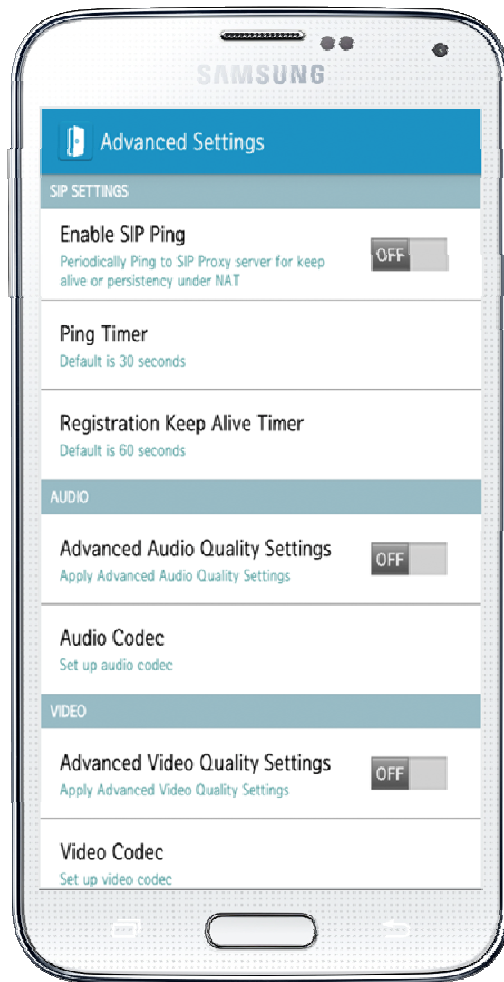 SAMSUNG
Advanced Settings
SIP SETTINGS
Enable SIP Ping
Periodically Ping to SIP Proxy server for keep
alive or persistency under NAT
OFF
Ping Timer
Default is 30 seconds
Registration Keep Alive Timer
Default is 60 seconds
AUDIO
Advanced Audio Quality Settings
Apply Advanced Audio Quality Settings
OFF
Audio Codec
Set up audio codec
VIDEO
Advanced Video Quality Settings
Apply Advanced Video Quality Settings
OFF
Video Codec
Set up video codec